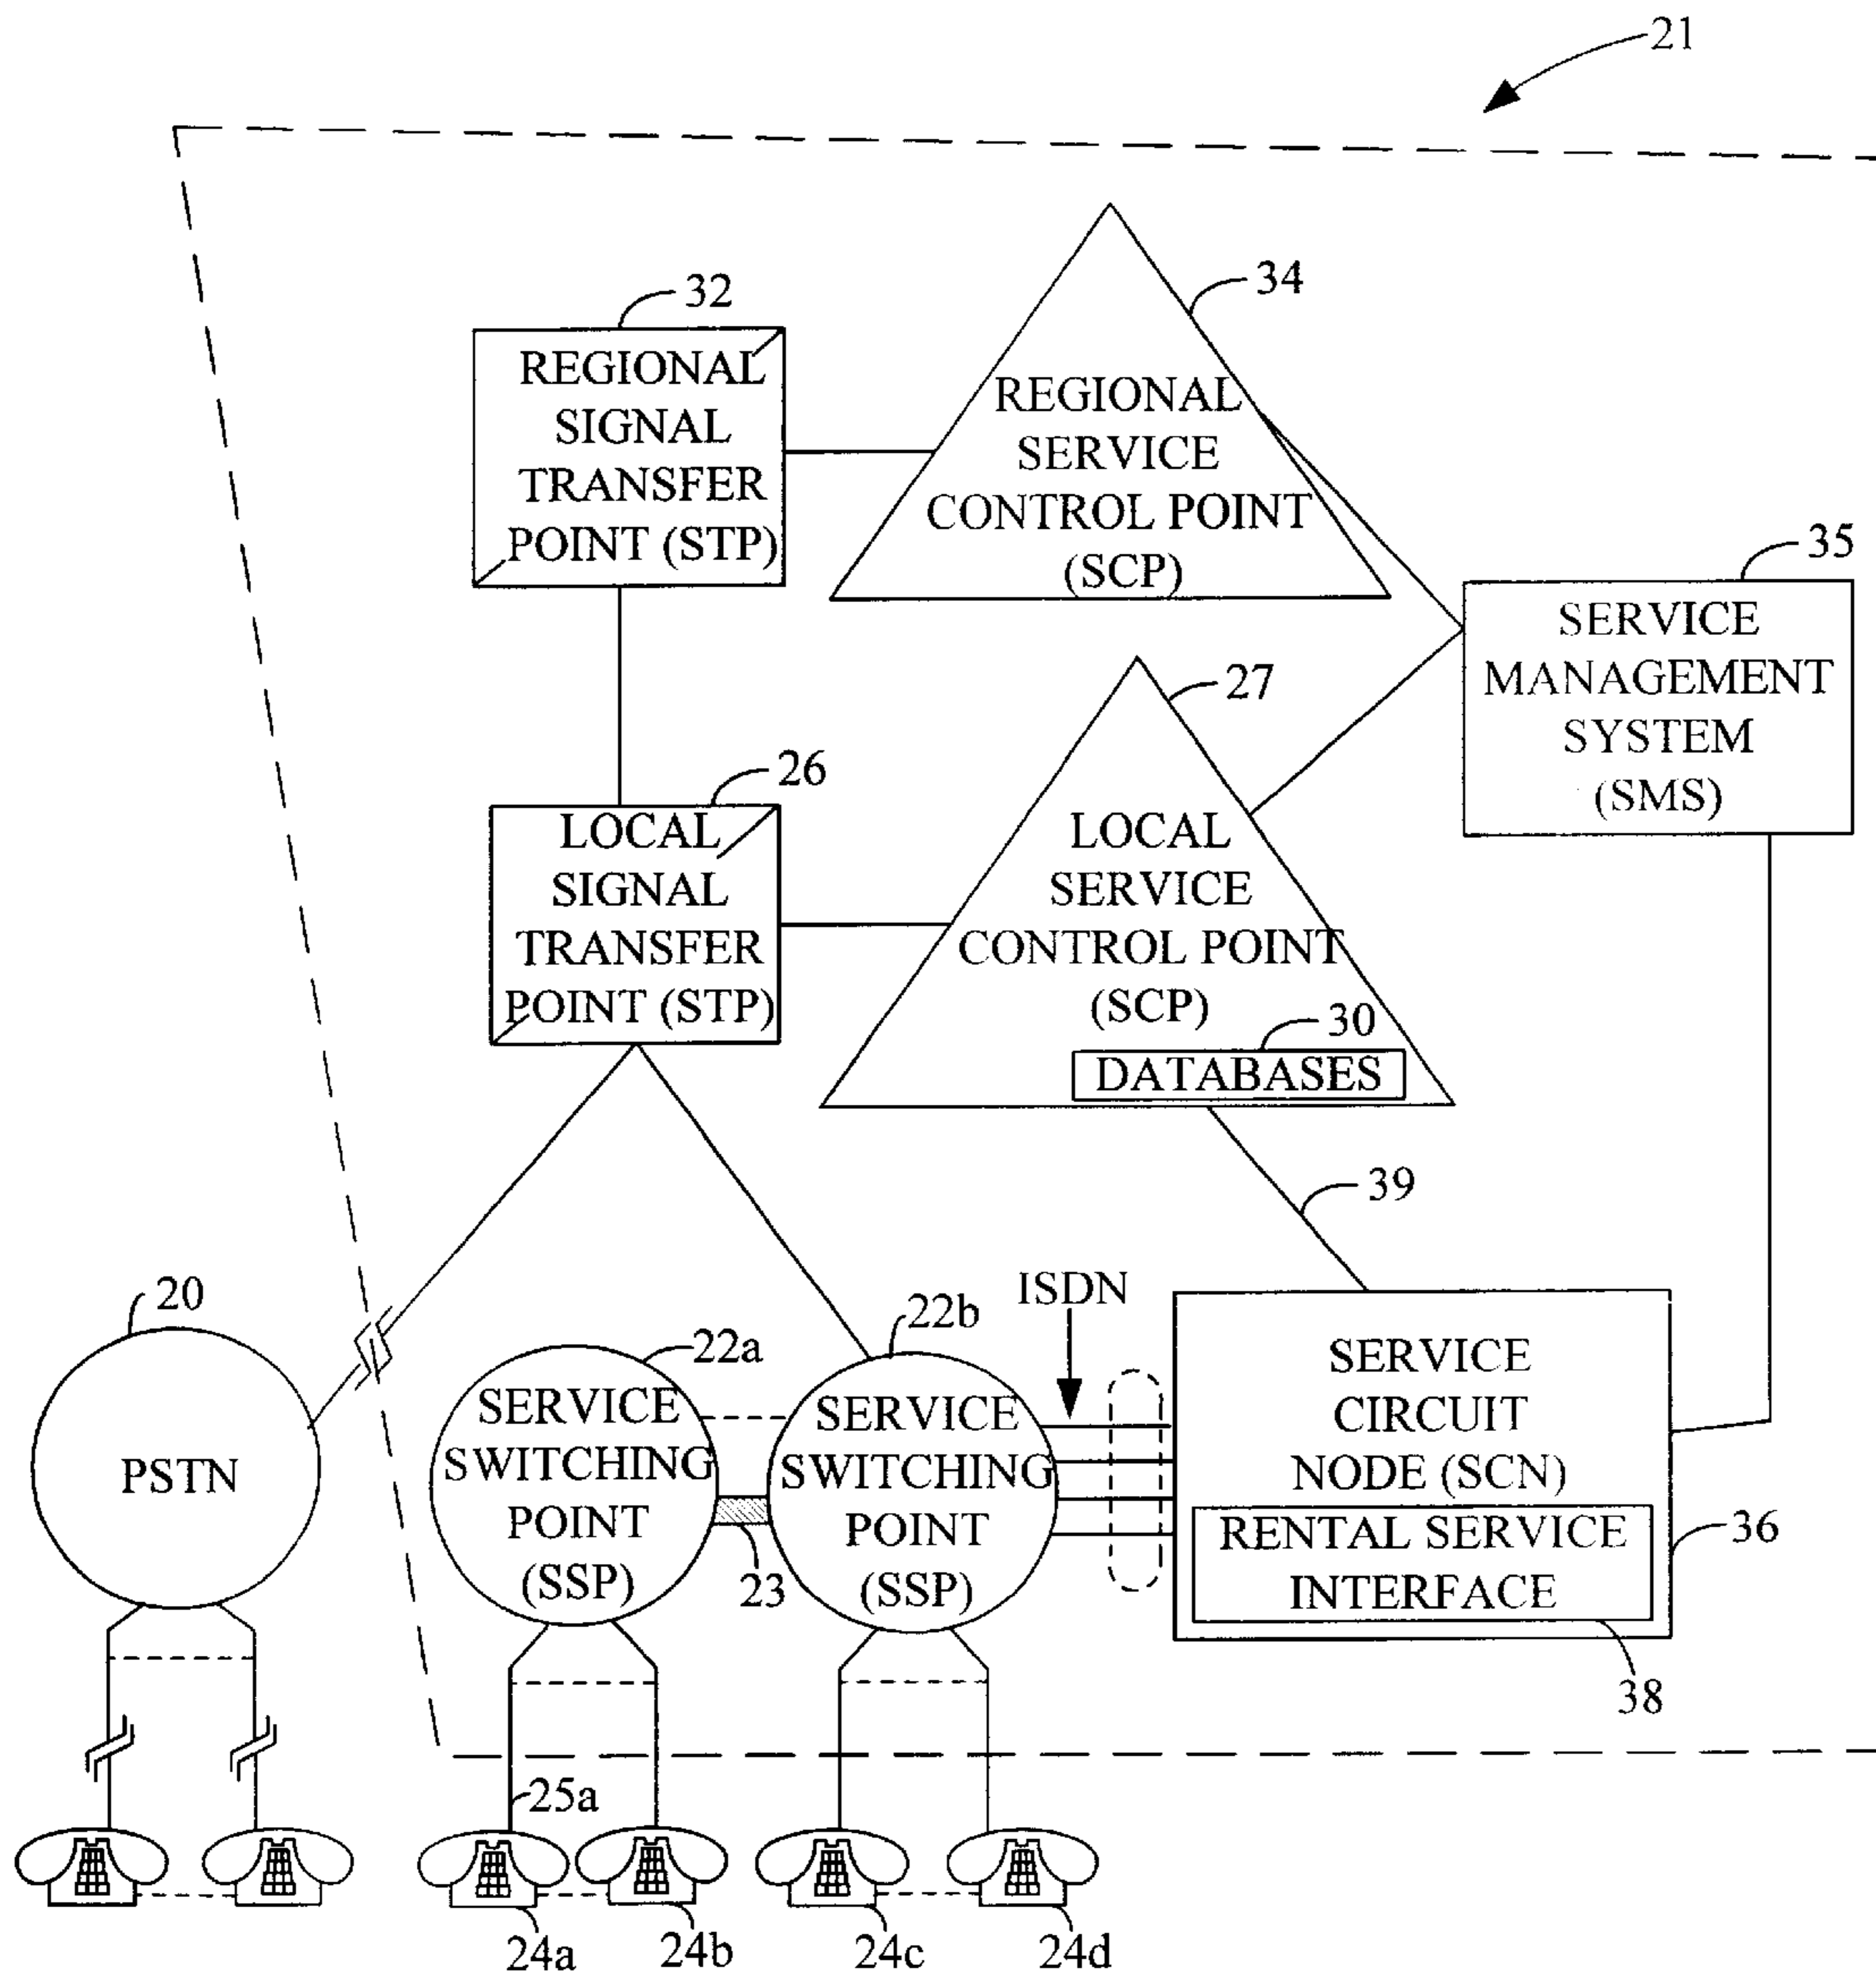 21
32
34
REGIONAL
SIGNAL
TRANSFER
POINT (STP)
REGIONAL
SERVICE
CONTROL POINT
(SCP)
35
SERVICE
MANAGEMENT
SYSTEM
(SMS)
27
26
LOCAL
SIGNAL
TRANSFER
POINT (STP)
LOCAL
SERVICE
CONTROL POINT
(SCP)
30
DATABASES
39
20
PSTN
22a
SERVICE
SWITCHING
POINT
(SSP)
23
22b
SERVICE
SWITCHING
POINT
(SSP)
ISDN
SERVICE
CIRCUIT
NODE (SCN)
RENTAL SERVICE
INTERFACE
36
38
25a
24a
24b
24c
24d